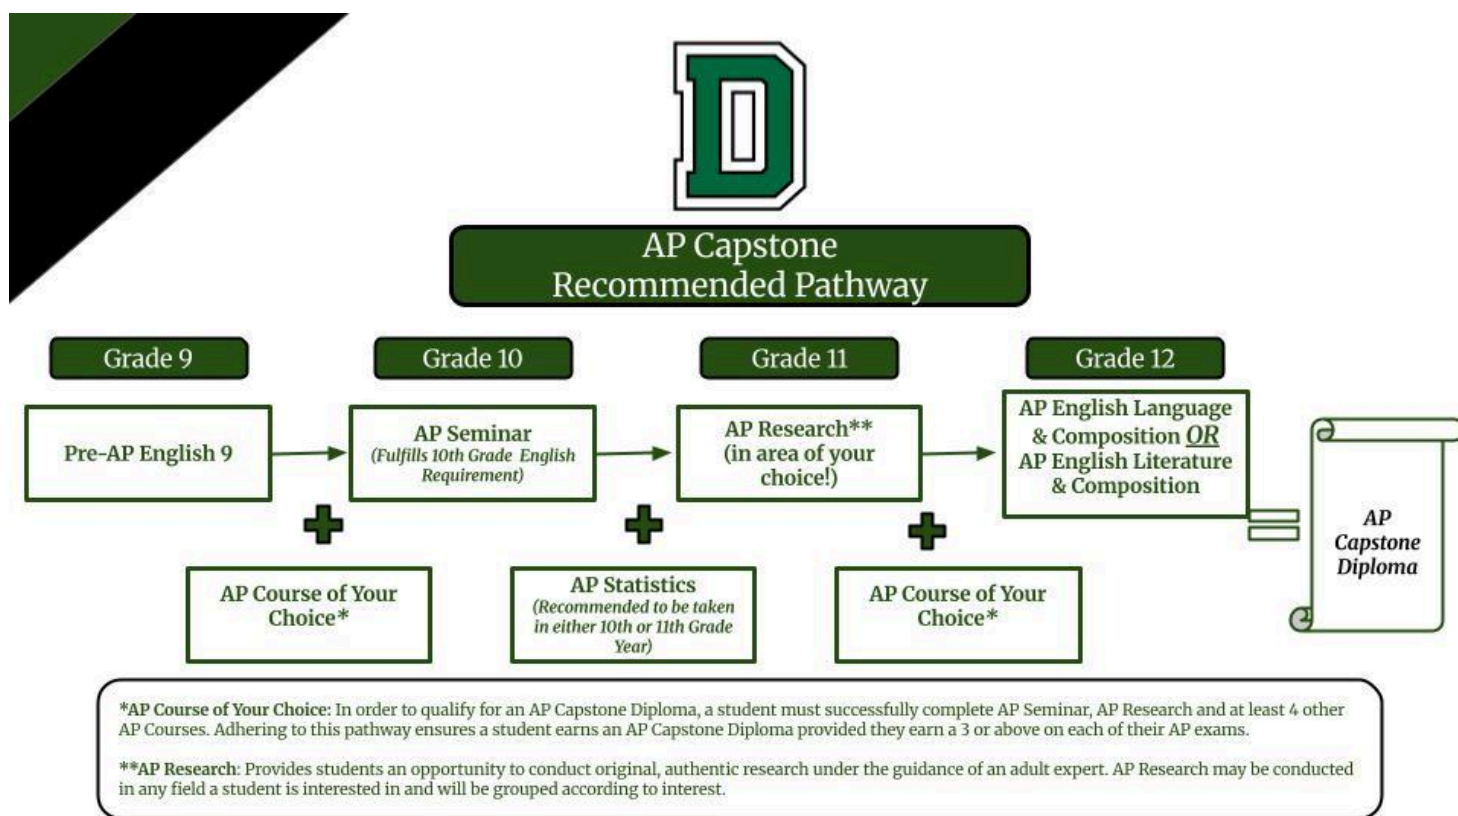 D
AP Capstone
Recommended Pathway
Grade 9
Grade 10
Grade 11
Grade 12
Pre-AP English 9
AP Seminar
(Fulfills 10th Grade English
Requirement)
AP Research**
(in area of your
choice!)
AP English Language
& Composition OR
AP English Literature
& Composition
AP Course of Your
Choice*
AP Statistics
(Recommended to be taken
in either 10th or 11th Grade
Year)
AP Course of Your
Choice*
AP
Capstone
Diploma
*AP Course of Your Choice: In order to qualify for an AP Capstone Diploma, a student must successfully complete AP Seminar, AP Research and at least 4 other
AP Courses. Adhering to this pathway ensures a student earns an AP Capstone Diploma provided they earn a 3 or above on each of their AP exams.
**AP Research: Provides students an opportunity to conduct original, authentic research under the guidance of an adult expert. AP Research may be conducted
in any field a student is interested in and will be grouped according to interest.